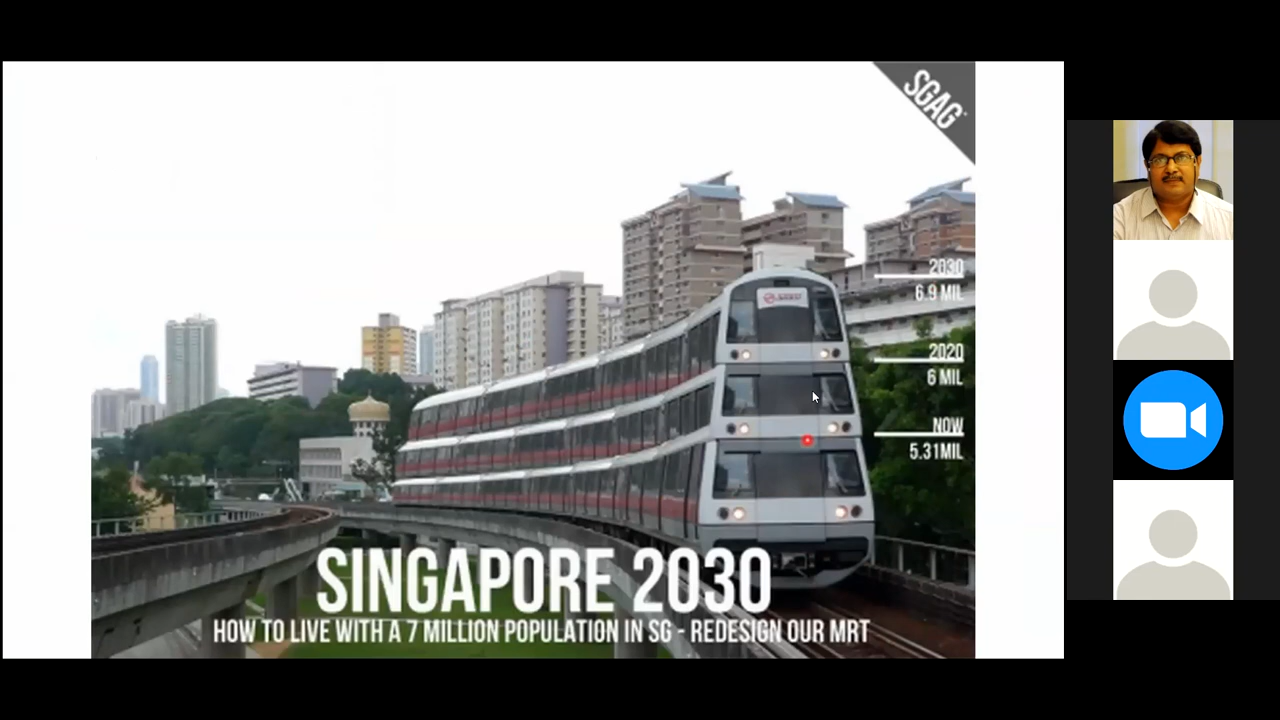 SGAG
2030
6.9 MIL
2020
6 MIL
NOW
5.31MIL
SINGAPORE 2030
HOW TO LIVE WITH A 7 MILLION POPULATION IN SG - REDESIGN OUR MRT